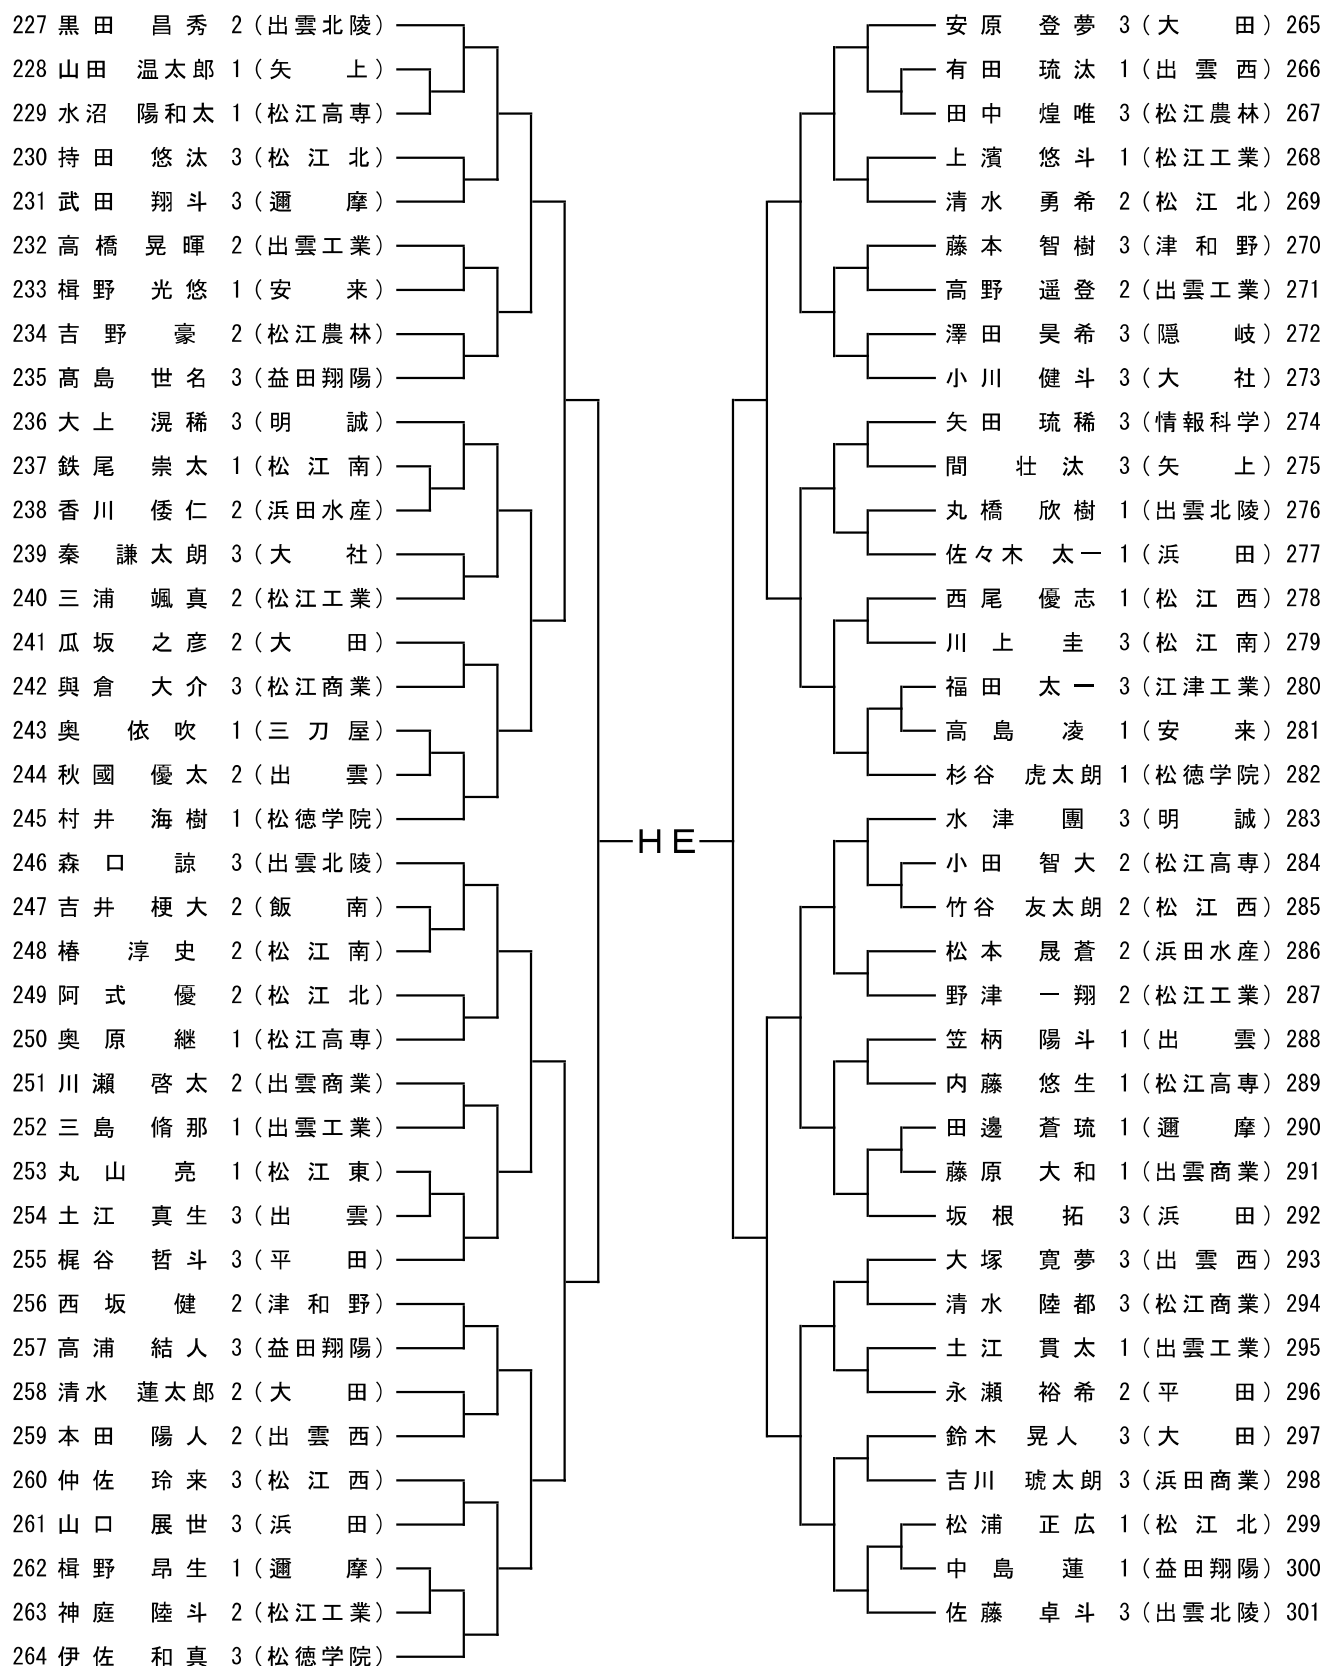 227 黒田 昌秀 2 (出雲北陵)
228 山田 温太郎 1 (矢上)
229 水沼 陽和太 1 (松江高専)
230 持田 悠汰 3 (松江北)
231 武田 翔斗 3 (邇摩)
232 高橋 晃暉 2 (出雲工業)
233 楫野 光悠 1 (安来)
234 吉野 豪 2 (松江農林)
235 髙島 世名 3 (益田翔陽)
236 大上 滉稀 3 (明誠)
237 鉄尾 崇太 1 (松江南)
238 香川 倭仁 2 (浜田水産)
239 秦 謙太朗 3 (大社)
240 三浦 颯真 2 (松江工業)
241 瓜坂 之彦 2 (大田)
242 與倉 大介 3 (松江商業)
243 奥 依吹 1 (三刀屋)
244 秋國 優太 2 (出雲)
245 村井 海樹 1 (松徳学院)
246 森口 諒 3 (出雲北陵)
247 吉井 梗大 2 (飯南)
248 椿 淳史 2 (松江南)
249 阿式 優 2 (松江北)
250 奥原 継 1 (松江高専)
251 川瀬 啓太 2 (出雲商業)
252 三島 脩那 1 (出雲工業)
253 丸山 亮 1 (松江東)
254 土江 真生 3 (出雲)
255 梶谷 哲斗 3 (平田)
256 西坂 健 2 (津和野)
257 高浦 結人 3 (益田翔陽)
258 清水 蓮太郎 2 (大田)
259 本田 陽人 2 (出雲西)
260 仲佐 玲来 3 (松江西)
261 山口 展世 3 (浜田)
262 楫野 昂生 1 (邇摩)
263 神庭 陸斗 2 (松江工業)
264 伊佐 和真 3 (松徳学院)
HE
安原 登夢 3 (大田) 265
有田 琉汰 1 (出雲西) 266
田中 煌唯 3 (松江農林) 267
上濱 悠斗 1 (松江工業) 268
清水 勇希 2 (松江北) 269
藤本 智樹 3 (津和野) 270
高野 遥登 2 (出雲工業) 271
澤田 昊希 3 (隠岐) 272
小川 健斗 3 (大社) 273
矢田 琉稀 3 (情報科学) 274
間 壮汰 3 (矢上) 275
丸橋 欣樹 1 (出雲北陵) 276
佐々木 太一 1 (浜田) 277
西尾 優志 1 (松江西) 278
川上 圭 3 (松江南) 279
福田 太一 3 (江津工業) 280
高島 凌 1 (安来) 281
杉谷 虎太朗 1 (松徳学院) 282
水津 團 3 (明誠) 283
小田 智大 2 (松江高専) 284
竹谷 友太朗 2 (松江西) 285
松本 晟蒼 2 (浜田水産) 286
野津 一翔 2 (松江工業) 287
笠柄 陽斗 1 (出雲) 288
内藤 悠生 1 (松江高専) 289
田邊 蒼琉 1 (邇摩) 290
藤原 大和 1 (出雲商業) 291
坂根 拓 3 (浜田) 292
大塚 寛夢 3 (出雲西) 293
清水 陸都 3 (松江商業) 294
土江 貫太 1 (出雲工業) 295
永瀬 裕希 2 (平田) 296
鈴木 晃人 3 (大田) 297
吉川 琥太朗 3 (浜田商業) 298
松浦 正広 1 (松江北) 299
中島 蓮 1 (益田翔陽) 300
佐藤 卓斗 3 (出雲北陵) 301